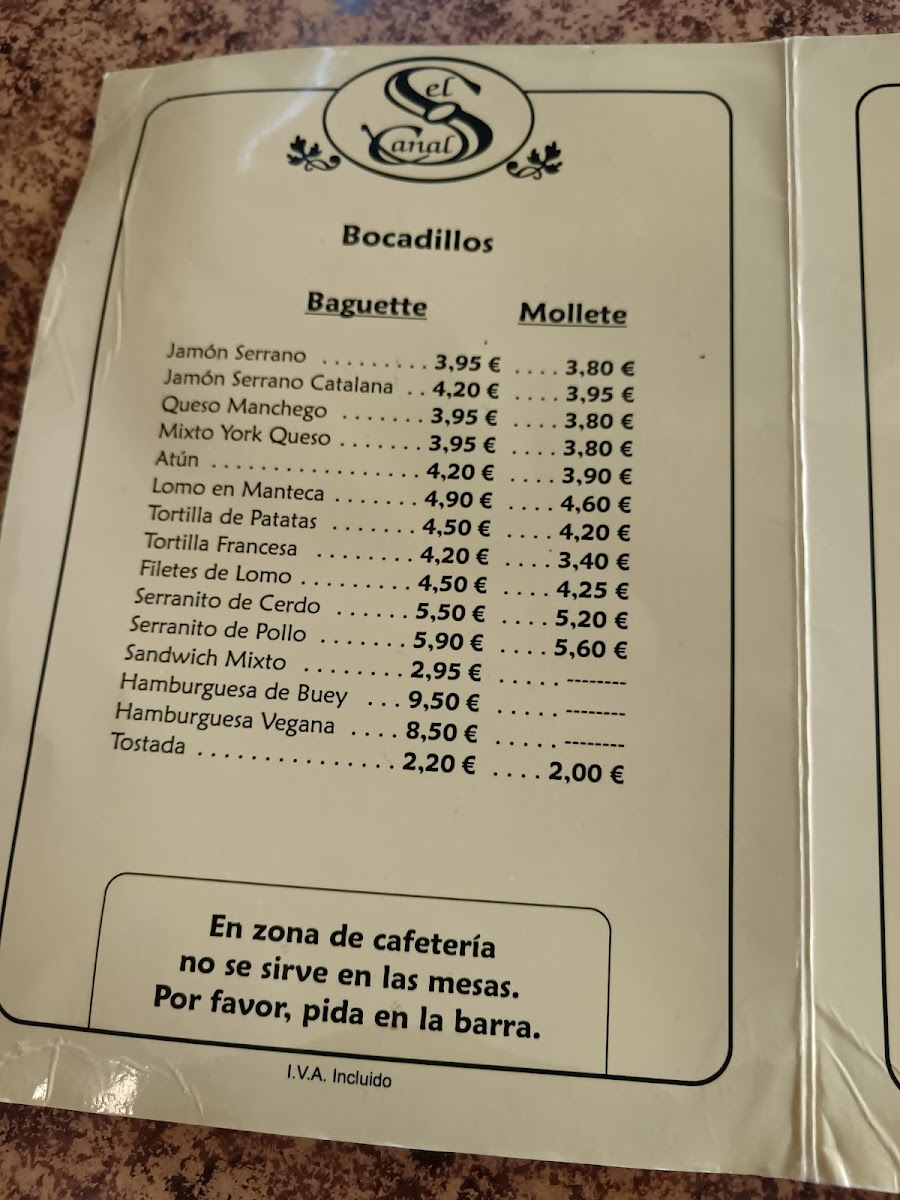 el
Canal
Bocadillos
Baguette Mollete
Jamón Serrano ......... 3,95 € .... 3,80 €
Jamón Serrano Catalana .. 4,20 € .... 3,95 €
Queso Manchego ....... 3,95 € .... 3,80 €
Mixto York Queso ....... 3,95 € .... 3,80 €
Atún ................. 4,20 € .... 3,90 €
Lomo en Manteca ....... 4,90 € .... 4,60 €
Tortilla de Patatas ....... 4,50 € .... 4,20 €
Tortilla Francesa ........ 4,20 € .... 3,40 €
Filetes de Lomo ......... 4,50 € .... 4,25 €
Serranito de Cerdo ...... 5,50 € .... 5,20 €
Serranito de Pollo ....... 5,90 € .... 5,60 €
Sandwich Mixto ........ 2,95 € ..... --------
Hamburguesa de Buey ... 9,50 € ..... --------
Hamburguesa Vegana .... 8,50 € ..... --------
Tostada ................ 2,20 € .... 2,00 €
En zona de cafetería
no se sirve en las mesas.
Por favor, pida en la barra.
I.V.A. Incluido